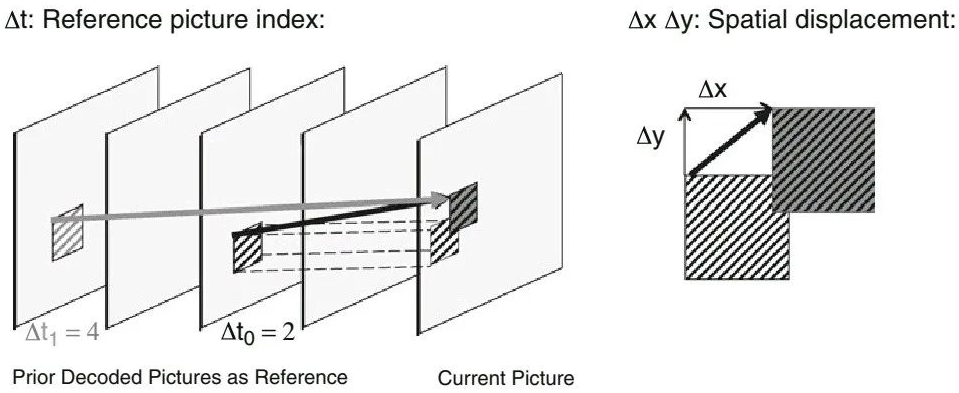 Δt: Reference picture index:
Δx Δy: Spatial displacement:
Δx
Δy
Δt₁ = 4
Δt₀ = 2
Prior Decoded Pictures as Reference
Current Picture